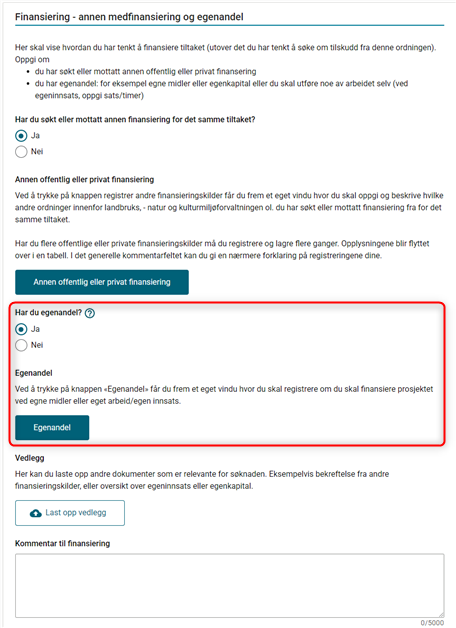 Finansiering - annen medfinansiering og egenandel
Her skal vise hvordan du har tenkt å finansiere tiltaket (utover det du har tenkt å søke om tilskudd fra denne ordningen).
Oppgi om
• du har søkt eller mottatt annen offentlig eller privat finansering
• du har egenandel: for eksempel egne midler eller egenkapital eller du skal utføre noe av arbeidet selv (ved
egeninnsats, oppgi sats/timer)
Har du søkt eller mottatt annen finansiering for det samme tiltaket?
Ja
Nei
Annen offentlig eller privat finansiering
Ved å trykke på knappen registrer andre finansieringskilder får du frem et eget vindu hvor du skal oppgi og beskrive hvilke
andre ordninger innenfor landbruks, - natur og kulturmiljøforvaltningen ol. du har søkt eller mottatt finansiering fra for det
samme tiltaket.
Har du flere offentlige eller private finansieringskilder må du registrere og lagre flere ganger. Opplysningene blir flyttet
over i en tabell. I det generelle kommentarfeltet kan du gi en nærmere forklaring på registreringene dine.
Annen offentlig eller privat finansiering
Har du egenandel? ?
Ja
Nei
Egenandel
Ved å trykke på knappen «Egenandel» får du frem et eget vindu hvor du skal registrere om du skal finansiere prosjektet
ved egne midler eller eget arbeid/egen innsats.
Egenandel
Vedlegg
Her kan du laste opp andre dokumenter som er relevante for søknaden. Eksempelvis bekreftelse fra andre
finansieringskilder, eller oversikt over egeninnsats eller egenkapital.
Last opp vedlegg
Kommentar til finansiering
0/5000